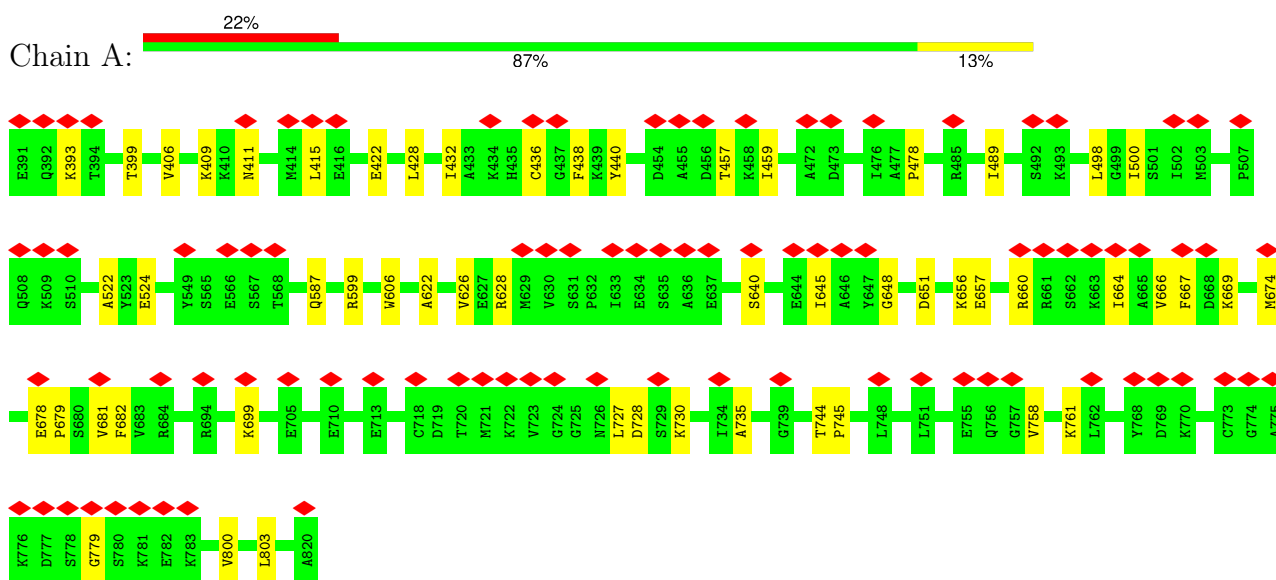 22%
Chain A:
87% 13%
E391 Q392 K393 T394 T399 V406 K409 K410 N411 M414 L415 E416 E422 L428 I432 A433 K434 H435 C436 G437 F438 K439 Y440 D454 A455 D456 T457 K458 I459 A472 D473 I476 A477 P478 R485 I489 S492 K493 L498 G499 I500 S501 I502 M503 P507
Q508 K509 S510 A522 Y523 E524 Y549 S565 E566 S567 T568 Q587 R599 W606 A622 V626 E627 R628 M629 V630 S631 P632 I633 E634 S635 A636 E637 S640 E644 I645 A646 Y647 G648 D651 K656 E657 R660 R661 S662 K663 I664 A665 V666 F667 D668 K669 M674
E678 P679 S680 V681 F682 V683 R684 R694 K699 E705 E710 E713 C718 D719 T720 M721 K722 V723 G724 G725 N726 L727 D728 S729 K730 I734 A735 G739 T744 P745 L748 L751 E755 Q756 G757 V758 K761 L762 Y768 D769 K770 C773 G774 A775
K776 D777 S778 G779 S780 K781 E782 K783 V800 L803 A820